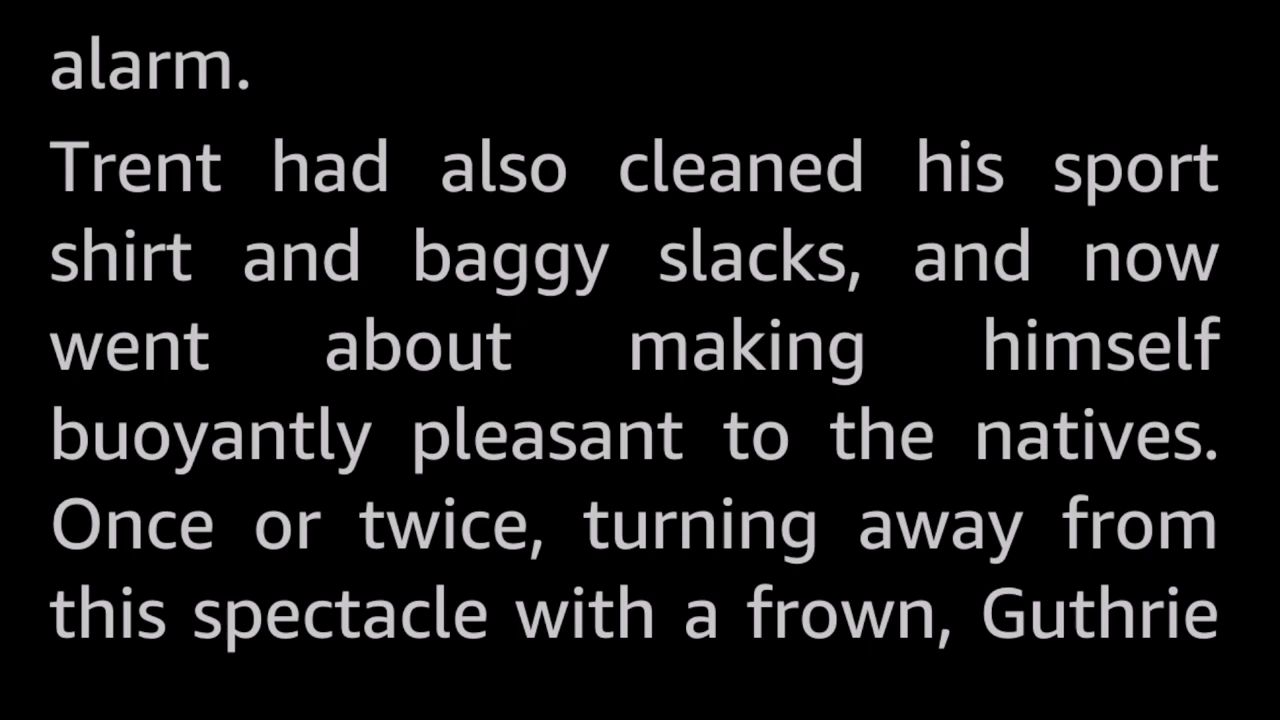 alarm.
Trent had also cleaned his sport
shirt and baggy slacks, and now
went about making himself
buoyantly pleasant to the natives.
Once or twice, turning away from
this spectacle with a frown, Guthrie